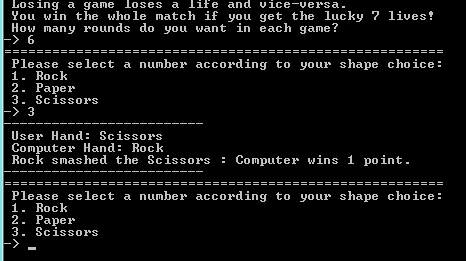 Losing a game loses a life and vice-versa.
You win the whole match if you get the lucky 7 lives!
How many rounds do you want in each game?
-> 6
======================================================
Please select a number according to your shape choice:
1. Rock
2. Paper
3. Scissors
-> 3
-------------------------
User Hand: Scissors
Computer Hand: Rock
Rock smashed the Scissors : Computer wins 1 point.
-------------------------
======================================================
Please select a number according to your shape choice:
1. Rock
2. Paper
3. Scissors
-> _